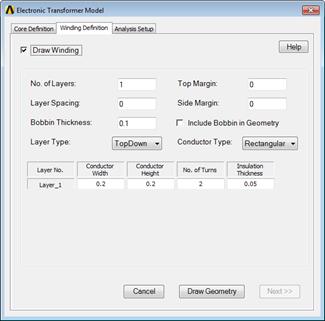 Electronic Transformer Model
Core Definition Winding Definition Analysis Setup
Draw Winding Help
No. of Layers: 1 Top Margin: 0
Layer Spacing: 0 Side Margin: 0
Bobbin Thickness: 0.1 Include Bobbin in Geometry
Layer Type: TopDown Conductor Type: Rectangular
Layer No. Conductor Width Conductor Height No. of Turns Insulation Thickness
Layer_1 0.2 0.2 2 0.05
Cancel Draw Geometry Next >>